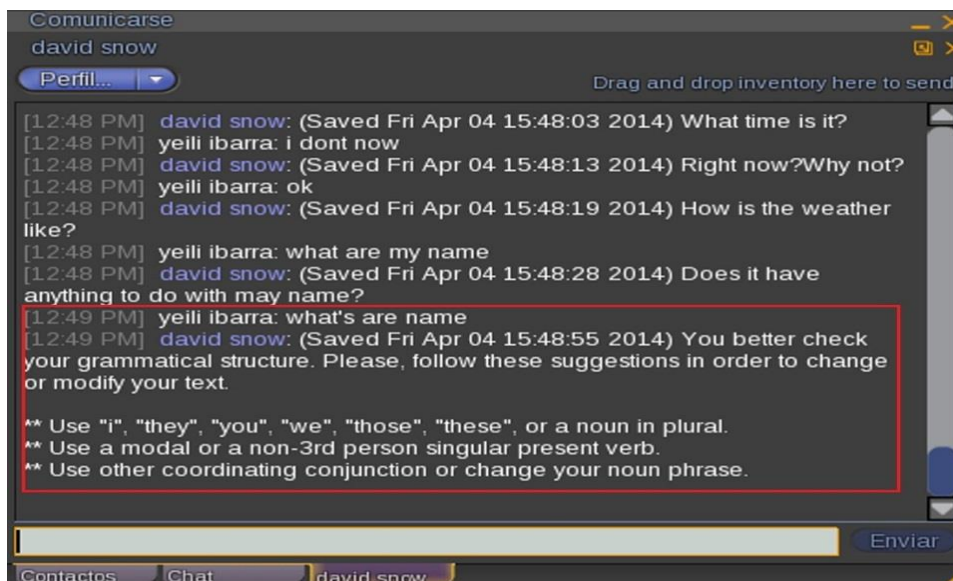 Comunicarse
david snow
Perfil...
Drag and drop inventory here to send
[12:48 PM] david snow: (Saved Fri Apr 04 15:48:03 2014) What time is it?
[12:48 PM] yeili ibarra: i dont now
[12:48 PM] david snow: (Saved Fri Apr 04 15:48:13 2014) Right now?Why not?
[12:48 PM] yeili ibarra: ok
[12:48 PM] david snow: (Saved Fri Apr 04 15:48:19 2014) How is the weather
like?
[12:48 PM] yeili ibarra: what are my name
[12:48 PM] david snow: (Saved Fri Apr 04 15:48:28 2014) Does it have
anything to do with may name?
[12:49 PM] yeili ibarra: what's are name
[12:49 PM] david snow: (Saved Fri Apr 04 15:48:55 2014) You better check
your grammatical structure. Please, follow these suggestions in order to change
or modify your text.
** Use "i", "they", "you", "we", "those", "these", or a noun in plural.
** Use a modal or a non-3rd person singular present verb.
** Use other coordinating conjunction or change your noun phrase.
Enviar
Contactos Chat david snow